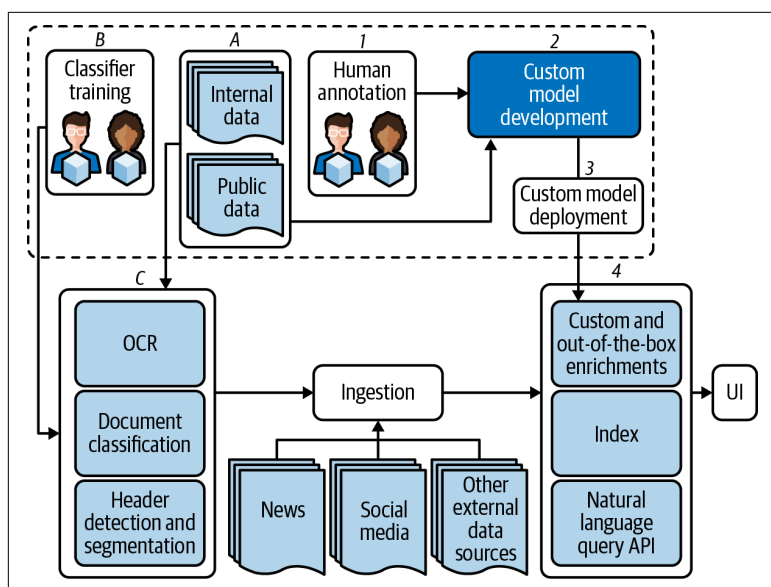 B
Classifier
training
A
Internal
data
Public
data
1
Human
annotation
2
Custom
model
development
3
Custom model
deployment
C
OCR
Document
classification
Header
detection and
segmentation
Ingestion
News
Social
media
Other
external
data
sources
4
Custom and
out-of-the-box
enrichments
Index
Natural
language
query API
UI